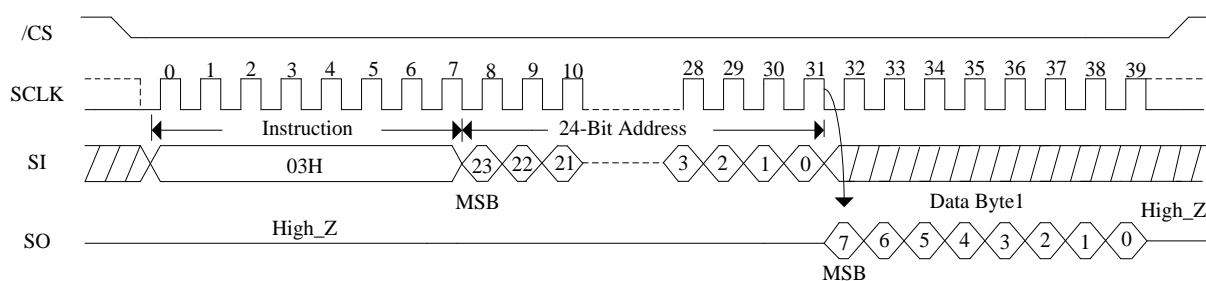 /CS
0 1 2 3 4 5 6 7 8 9 10 28 29 30 31 32 33 34 35 36 37 38 39
SCLK
Instruction 24-Bit Address
SI 03H 23 22 21 3 2 1 0
MSB Data Byte1
High_Z High_Z
SO 7 6 5 4 3 2 1 0
MSB